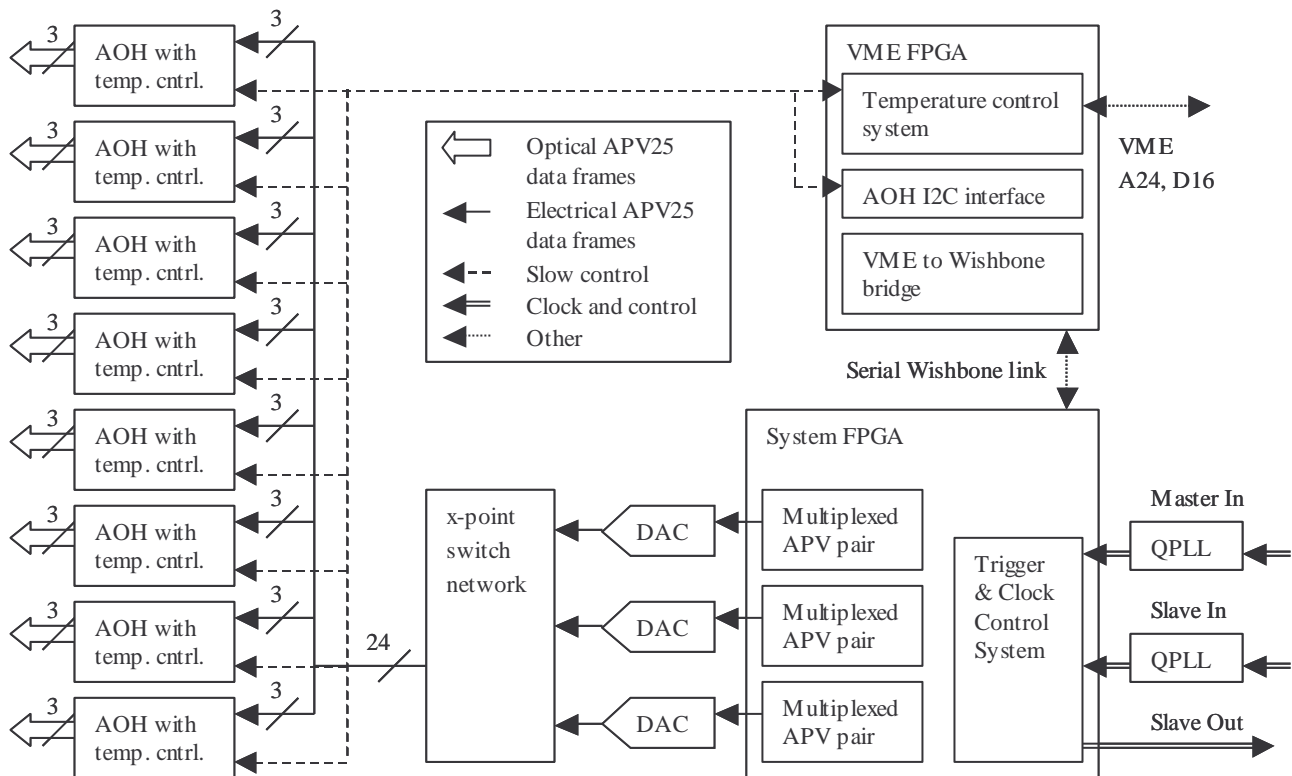 3
AOH with
temp. cntrl.
3
3
AOH with
temp. cntrl.
3
3
AOH with
temp. cntrl.
3
3
AOH with
temp. cntrl.
3
3
AOH with
temp. cntrl.
3
3
AOH with
temp. cntrl.
3
3
AOH with
temp. cntrl.
3
3
AOH with
temp. cntrl.
3
24
Optical APV25
data frames
Electrical APV25
data frames
Slow control
Clock and control
Other
VME FPGA
Temperature control
system
AOH I2C interface
VME to Wishbone
bridge
VME
A24, D16
Serial Wishbone link
x-point
switch
network
DAC
DAC
DAC
System FPGA
Multiplexed
APV pair
Multiplexed
APV pair
Multiplexed
APV pair
Trigger
& Clock
Control
System
Master In
QPLL
Slave In
QPLL
Slave Out